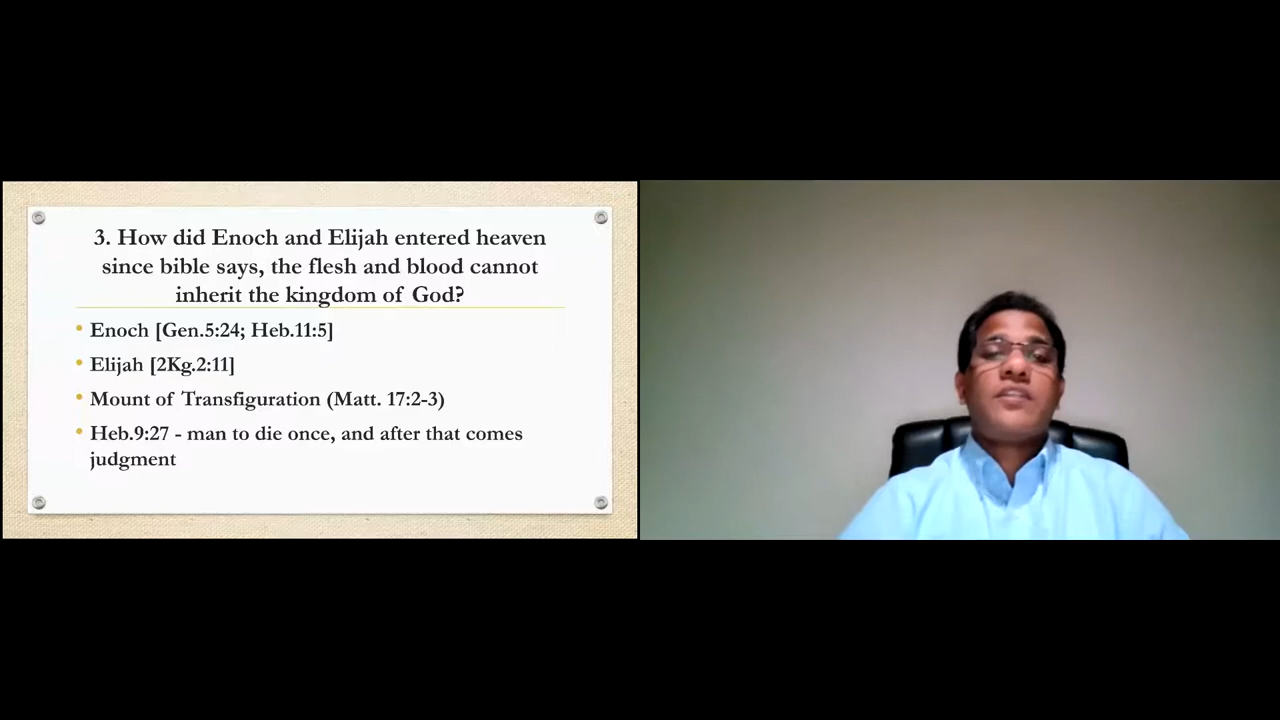 3. How did Enoch and Elijah entered heaven
since bible says, the flesh and blood cannot
inherit the kingdom of God?
• Enoch [Gen.5:24; Heb.11:5]
• Elijah [2Kg.2:11]
• Mount of Transfiguration (Matt. 17:2-3)
• Heb.9:27 - man to die once, and after that comes
judgment